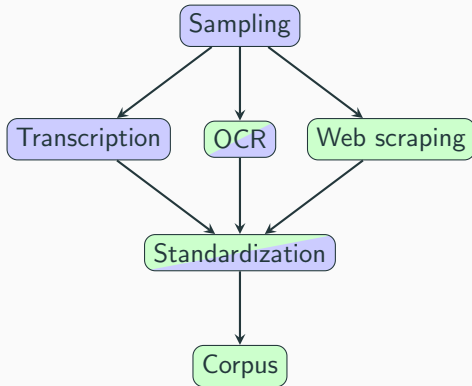 Sampling
Transcription
OCR
Web scraping
Standardization
Corpus